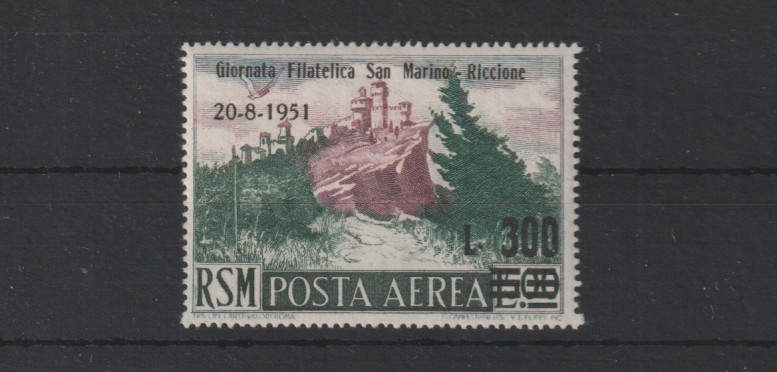 Giornata Filatelica San Marino - Riccione
20-8-1951
L. 300
RSM POSTA AEREA